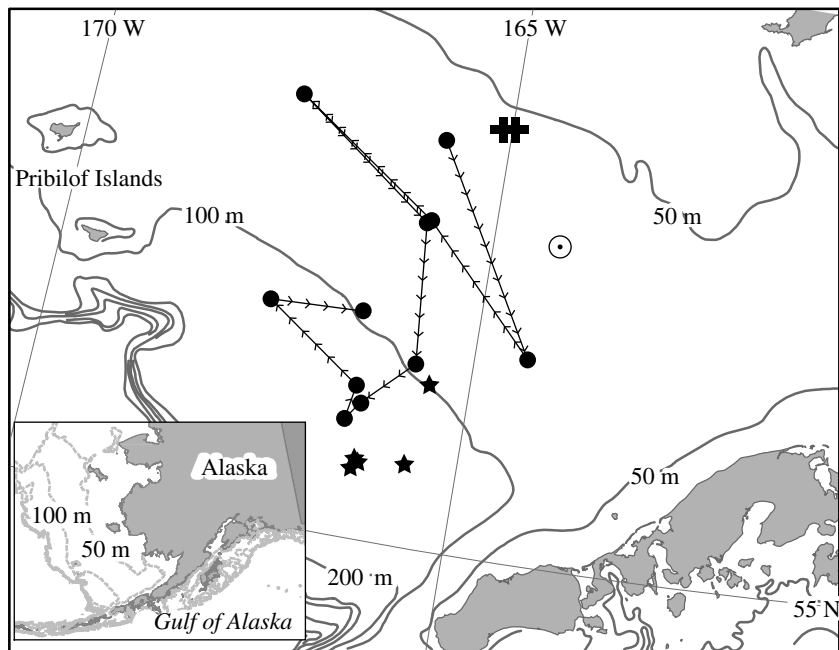 170 W
165 W
Pribilof Islands
100 m
50 m
50 m
Alaska
100 m
50 m
200 m
Gulf of Alaska
55 N